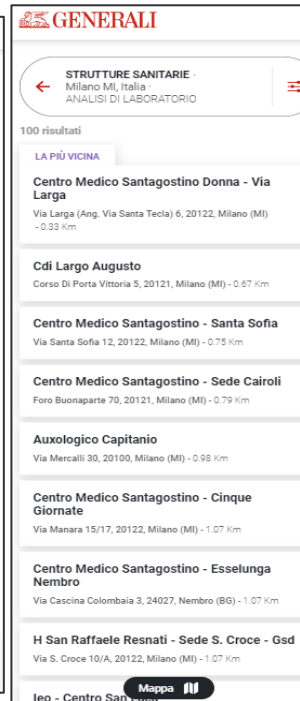 GENERALI
STRUTTURE SANITARIE ·
Milano MI, Italia ·
ANALISI DI LABORATORIO
100 risultati
LA PIÙ VICINA
Centro Medico Santagostino Donna - Via
Larga
Via Larga (Ang. Via Santa Tecla) 6, 20122, Milano (MI)
- 0.33 Km
Cdi Largo Augusto
Corso Di Porta Vittoria 5, 20121, Milano (MI) - 0.67 Km
Centro Medico Santagostino - Santa Sofia
Via Santa Sofia 12, 20122, Milano (MI) - 0.75 Km
Centro Medico Santagostino - Sede Cairoli
Foro Buonaparte 70, 20121, Milano (MI) - 0.79 Km
Auxologico Capitanio
Via Mercalli 30, 20100, Milano (MI) - 0.98 Km
Centro Medico Santagostino - Cinque
Giornate
Via Manara 15/17, 20122, Milano (MI) - 1.07 Km
Centro Medico Santagostino - Esselunga
Nembro
Via Cascina Colombaia 3, 24027, Nembro (BG) - 1.07 Km
H San Raffaele Resnati - Sede S. Croce - Gsd
Via S. Croce 10/A, 20122, Milano (MI) - 1.07 Km
Mappa
Ieo - Centro San